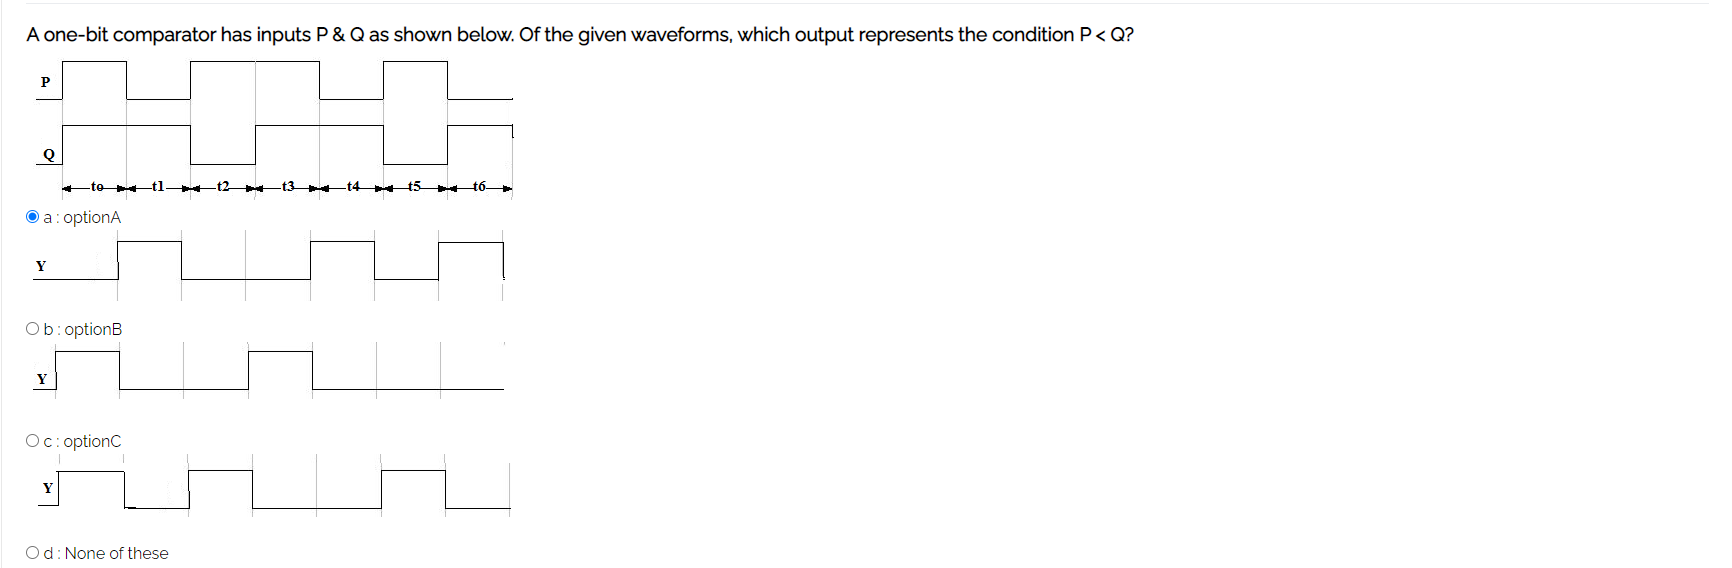 A one-bit comparator has inputs P & Q as shown below. Of the given waveforms, which output represents the condition P < Q?
P
Q
to t1 t2 t3 t4 t5 t6
a : optionA
Y
b : optionB
Y
c : optionC
Y
d : None of these